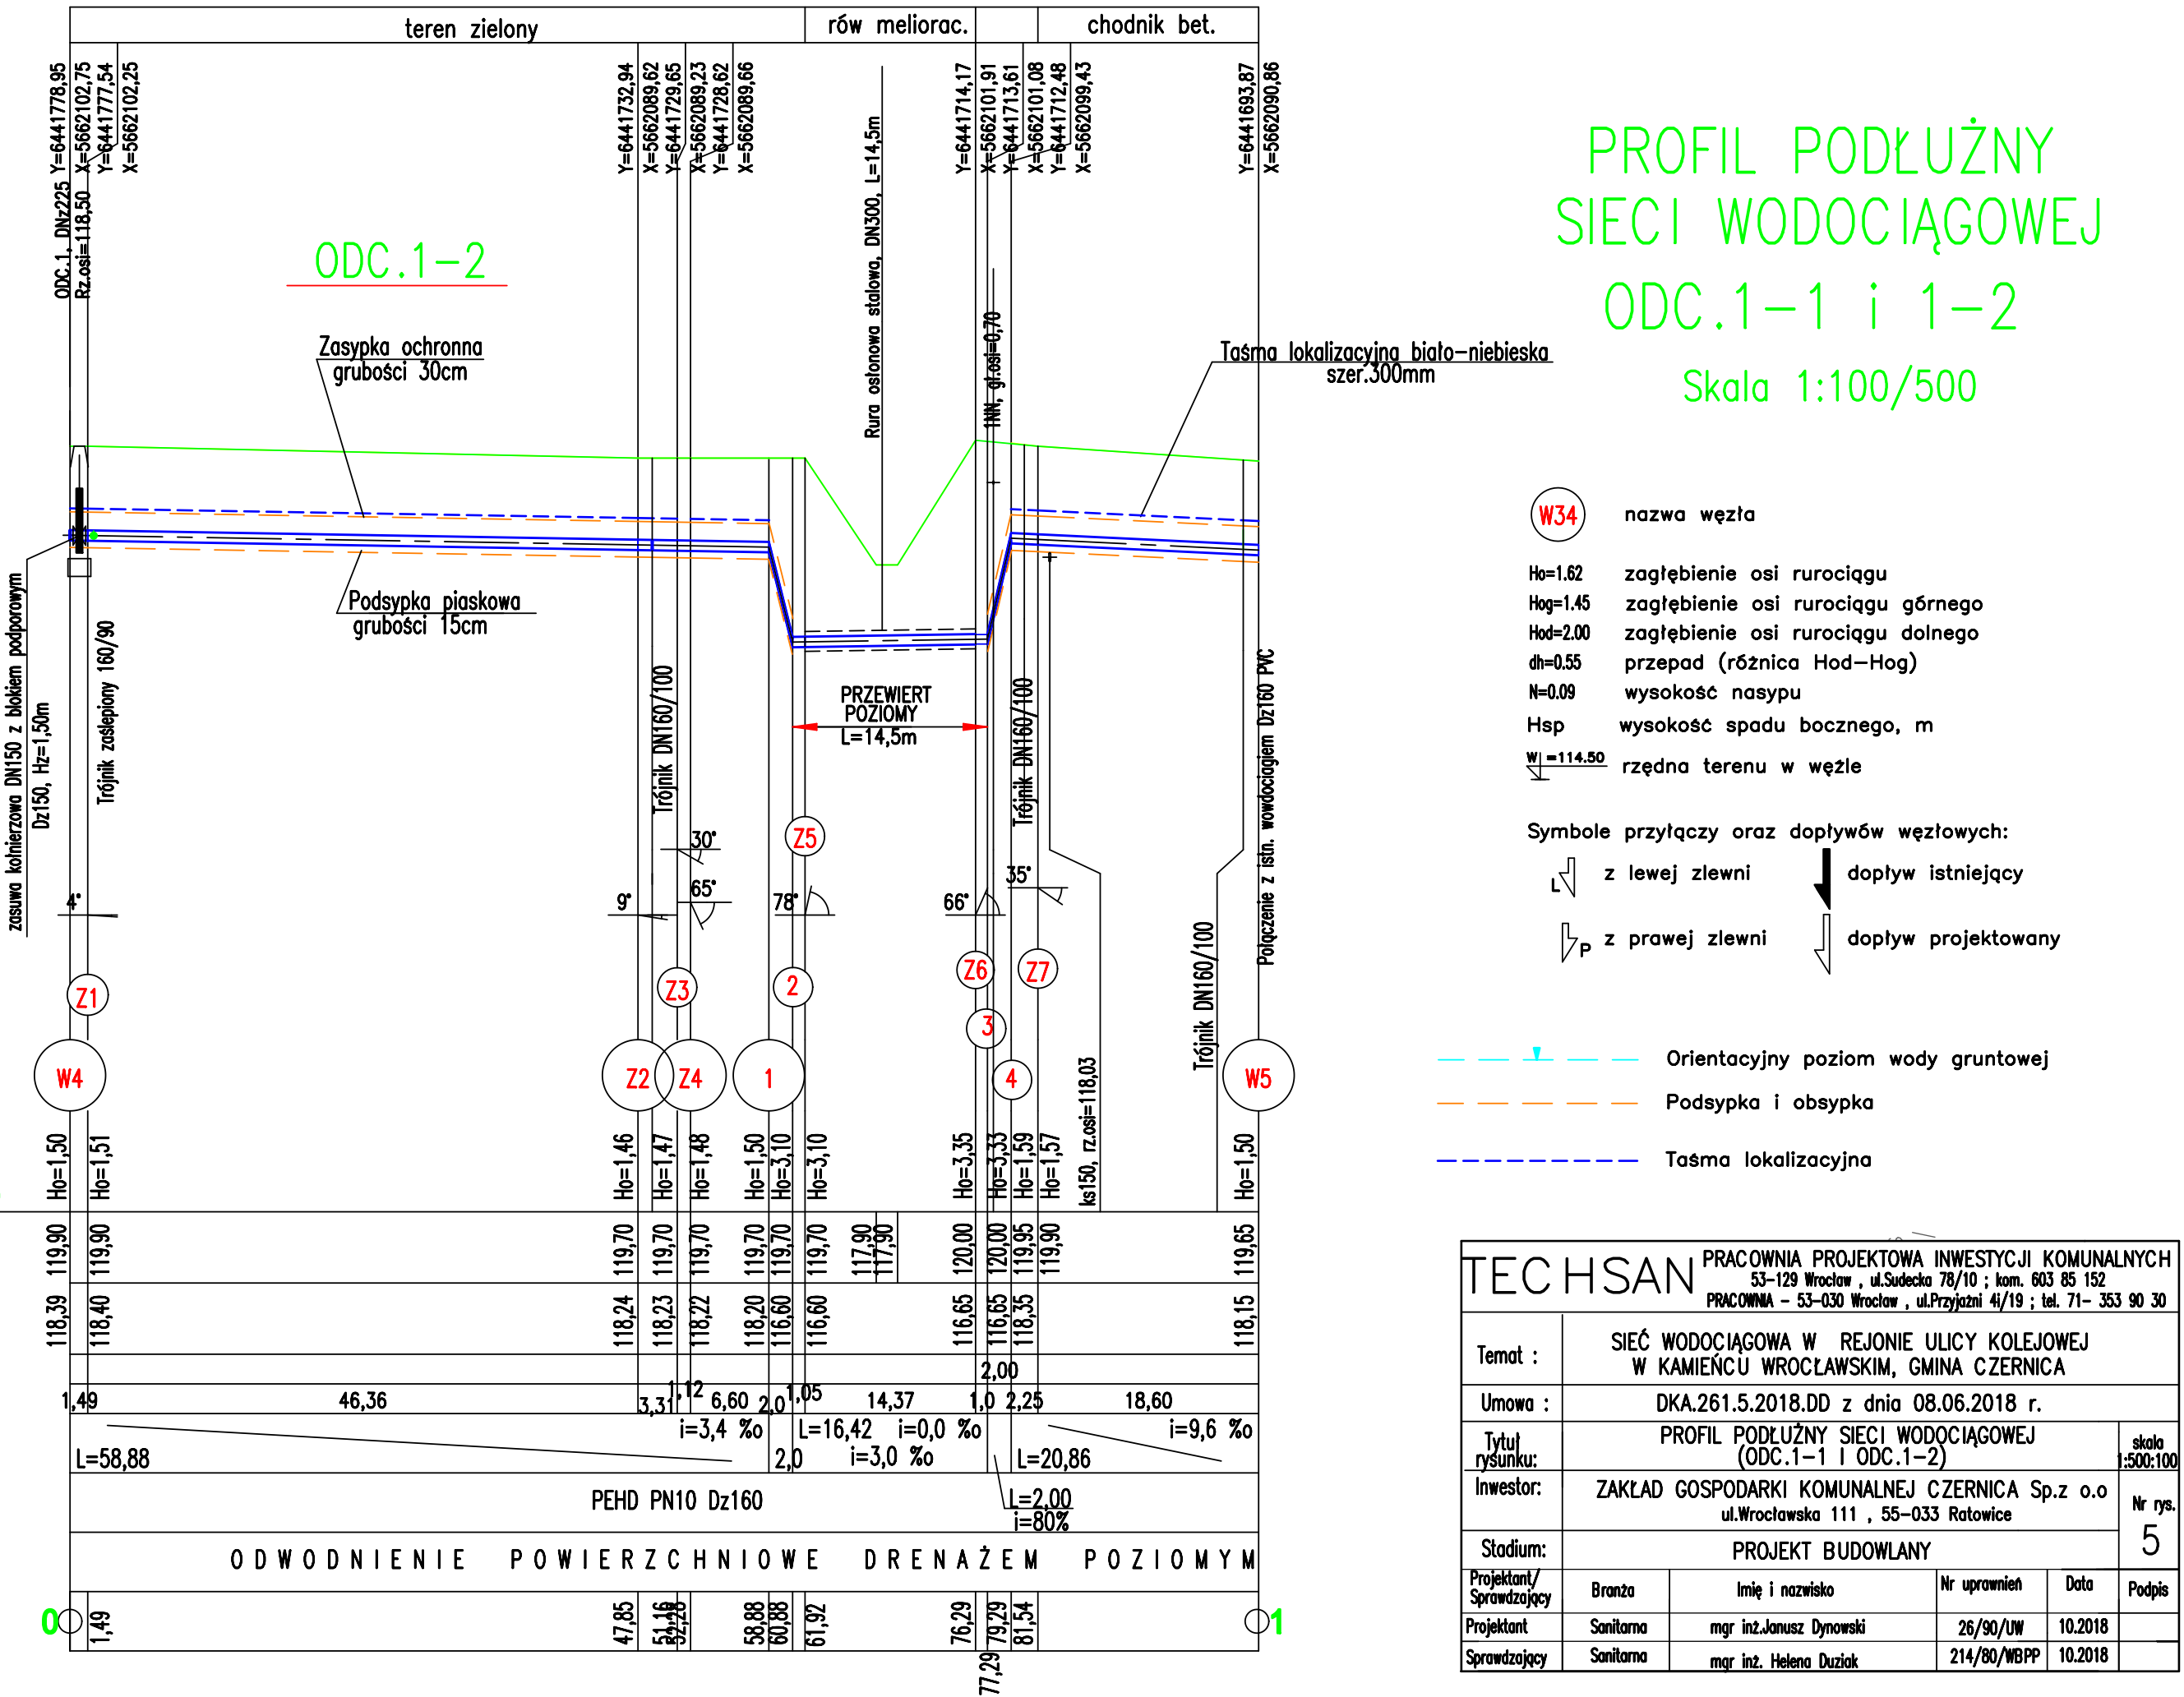 teren zielony
rów meliorac.
chodnik bet.
ODC.1, DNz225
Rz.osi=118,50
Y=6441778,95
X=5662102,75
Y=6441777,54
X=5662102,25
Y=6441732,94
X=5662089,62
Y=6441729,65
X=5662089,23
Y=6441728,62
X=5662089,66
Y=6441714,17
X=5662101,91
Y=6441713,61
X=5662101,08
Y=6441712,48
X=5662099,43
Y=6441693,87
X=5662090,86
ODC.1-2
Zasypka ochronna
grubości 30cm
Podsypka piaskowa
grubości 15cm
Rura osłonowa stalowa, DN300, L=14,5m
1NN, gł.osi=0,70
Taśma lokalizacyjna biało-niebieska
szer.300mm
zasuwa kołnierzowa DN150 z blokiem podporowym
Dz150, Hz=1,50m
Trójnik zaślepiony 160/90
Trójnik DN160/100
PRZEWIERT
POZIOMY
L=14,5m
Trójnik DN160/100
Połączenie z istn. wowdociągiem Dz160 PVC
Trójnik DN160/100
ks150, rz.osi=118,03
4°
9°
30°
65°
78°
66°
35°
Z5
Z1
Z3
2
Z6
Z7
3
W4
Z2
Z4
1
4
W5
Ho=1,50
Ho=1,51
Ho=1,46
Ho=1,47
Ho=1,48
Ho=1,50
Ho=3,10
Ho=3,10
Ho=3,35
Ho=3,33
Ho=1,59
Ho=1,57
Ho=1,50
119,90
119,90
119,70
119,70
119,70
119,70
119,70
119,70
117,90
117,90
120,00
120,00
119,95
119,90
119,65
118,39
118,40
118,24
118,23
118,22
118,20
116,60
116,60
116,65
116,65
118,35
118,15
2,00
1,49
46,36
3,31
1,12
6,60
2,0
1,05
14,37
1,0
2,25
18,60
i=3,4 %o
L=16,42
i=0,0 %o
i=9,6 %o
L=58,88
2,0
i=3,0 %o
L=20,86
PEHD PN10 Dz160
L=2,00
i=80%
ODWODNIENIE POWIERZCHNIOWE DRENAŻEM POZIOMYM
0
1,49
47,85
51,16
52,28
58,88
60,88
61,92
76,29
77,29
79,29
81,54
1
PROFIL PODŁUŻNY
SIECI WODOCIĄGOWEJ
ODC.1-1 i 1-2
Skala 1:100/500
W34 nazwa węzła
Ho=1.62 zagłębienie osi rurociągu
Hog=1.45 zagłębienie osi rurociągu górnego
Hod=2.00 zagłębienie osi rurociągu dolnego
dh=0.55 przepad (różnica Hod-Hog)
N=0.09 wysokość nasypu
Hsp wysokość spadu bocznego, m
W =114.50 rzędna terenu w węźle
Symbole przyłączy oraz dopływów węzłowych:
L z lewej zlewni dopływ istniejący
P z prawej zlewni dopływ projektowany
Orientacyjny poziom wody gruntowej
Podsypka i obsypka
Taśma lokalizacyjna
TECHSAN
PRACOWNIA PROJEKTOWA INWESTYCJI KOMUNALNYCH
53-129 Wrocław , ul.Sudecka 78/10 ; kom. 603 85 152
PRACOWNIA - 53-030 Wrocław , ul.Przyjaźni 4i/19 ; tel. 71- 353 90 30
Temat :
SIEĆ WODOCIĄGOWA W REJONIE ULICY KOLEJOWEJ
W KAMIEŃCU WROCŁAWSKIM, GMINA CZERNICA
Umowa :
DKA.261.5.2018.DD z dnia 08.06.2018 r.
Tytuł
rysunku:
PROFIL PODŁUŻNY SIECI WODOCIĄGOWEJ
(ODC.1-1 I ODC.1-2)
skala
1:500:100
Inwestor:
ZAKŁAD GOSPODARKI KOMUNALNEJ CZERNICA Sp.z o.o
ul.Wrocławska 111 , 55-033 Ratowice
Nr rys.
5
Stadium:
PROJEKT BUDOWLANY
Projektant/
Sprawdzający
Branża
Imię i nazwisko
Nr uprawnień
Data
Podpis
Projektant Sanitarna mgr inż.Janusz Dynowski 26/90/UW 10.2018
Sprawdzający Sanitarna mgr inż. Helena Duziak 214/80/WBPP 10.2018